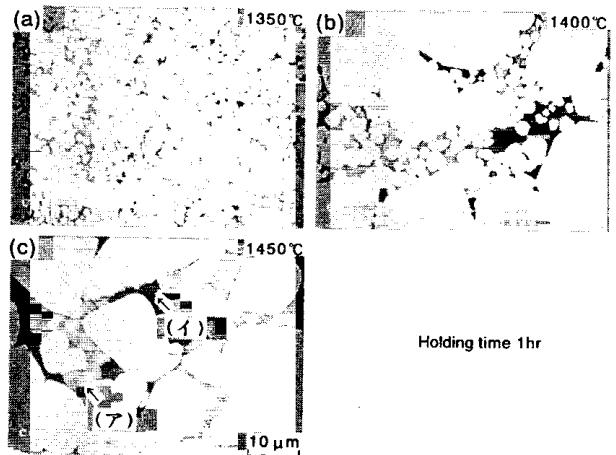 (a)
1350℃
(b)
1400℃
(c)
1450℃
(イ)
(ア)
10 μm
Holding time 1hr